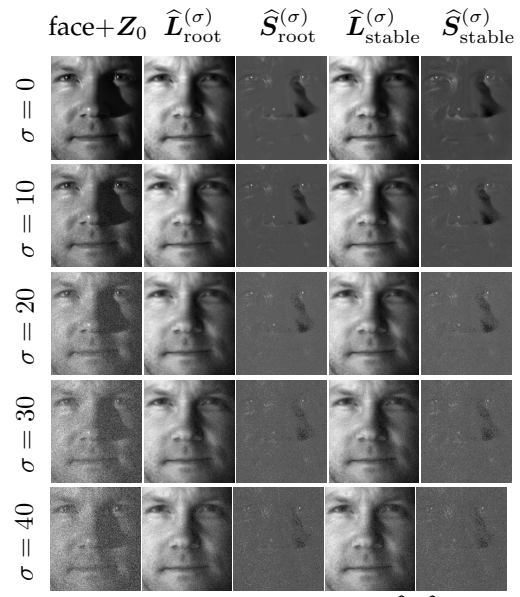 face+Z₀ L̂_root^(σ) Ŝ_root^(σ) L̂_stable^(σ) Ŝ_stable^(σ)
σ = 0
σ = 10
σ = 20
σ = 30
σ = 40